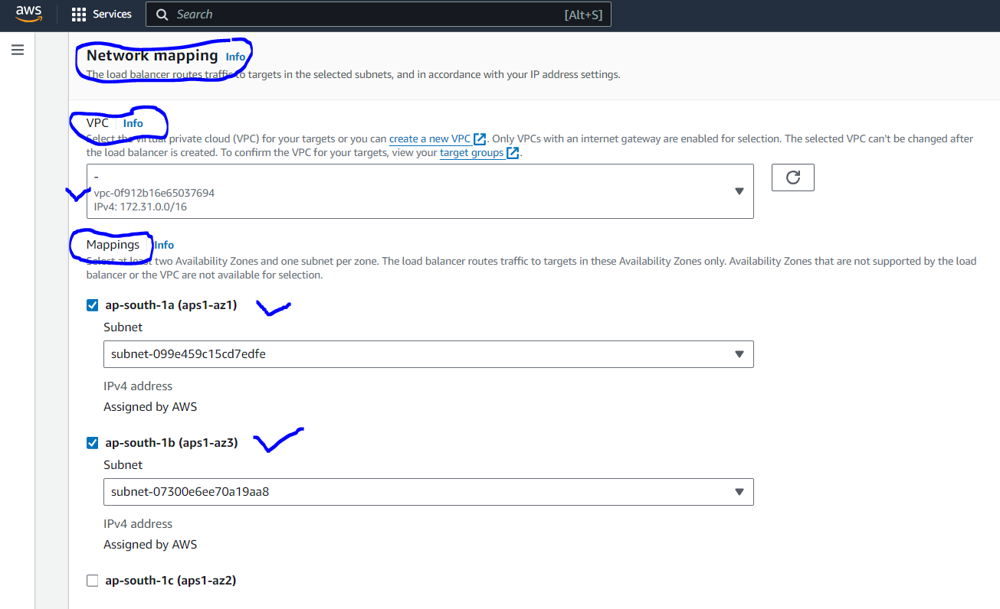 aws
Services
Search
[Alt+S]
Network mapping Info
The load balancer routes traffic to targets in the selected subnets, and in accordance with your IP address settings.
VPC Info
Select the virtual private cloud (VPC) for your targets or you can create a new VPC. Only VPCs with an internet gateway are enabled for selection. The selected VPC can't be changed after
the load balancer is created. To confirm the VPC for your targets, view your target groups.
-
vpc-0f912b16e65037694
IPv4: 172.31.0.0/16
Mappings Info
Select at least two Availability Zones and one subnet per zone. The load balancer routes traffic to targets in these Availability Zones only. Availability Zones that are not supported by the load
balancer or the VPC are not available for selection.
ap-south-1a (aps1-az1)
Subnet
subnet-099e459c15cd7edfe
IPv4 address
Assigned by AWS
ap-south-1b (aps1-az3)
Subnet
subnet-07300e6ee70a19aa8
IPv4 address
Assigned by AWS
ap-south-1c (aps1-az2)